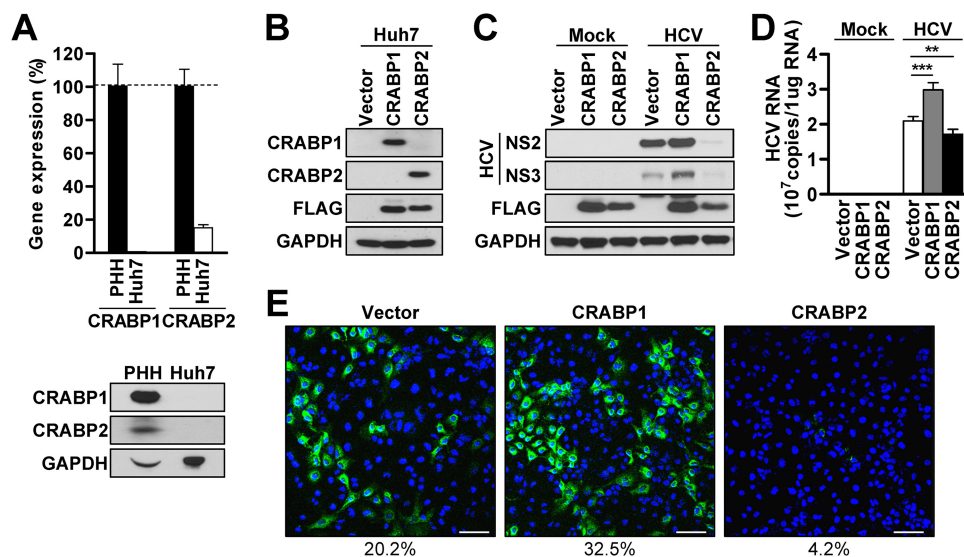 A
Gene expression (%)
120
100
80
60
40
20
0
PHH
Huh7
PHH
Huh7
CRABP1 CRABP2
PHH Huh7
CRABP1
CRABP2
GAPDH
B
Huh7
Vector
CRABP1
CRABP2
CRABP1
CRABP2
FLAG
GAPDH
C
Mock HCV
Vector
CRABP1
CRABP2
Vector
CRABP1
CRABP2
HCV
NS2
NS3
FLAG
GAPDH
D
Mock HCV
HCV RNA
(10⁷copies/1ug RNA)
4
3
2
1
0
**
***
Vector
CRABP1
CRABP2
Vector
CRABP1
CRABP2
E
Vector CRABP1 CRABP2
20.2% 32.5% 4.2%